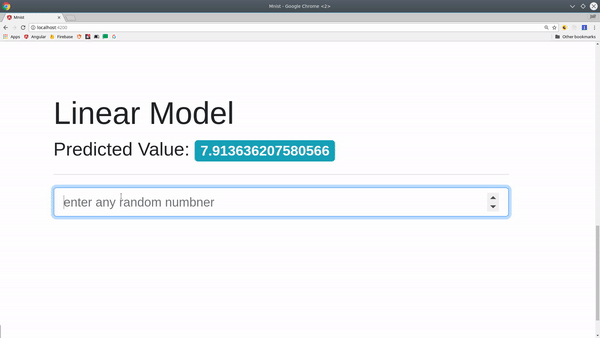 Mnist - Google Chrome <2>
Mnist
localhost:4200
Apps Angular Firebase Other bookmarks
Linear Model
Predicted Value: 7.913636207580566
enter any random numbner